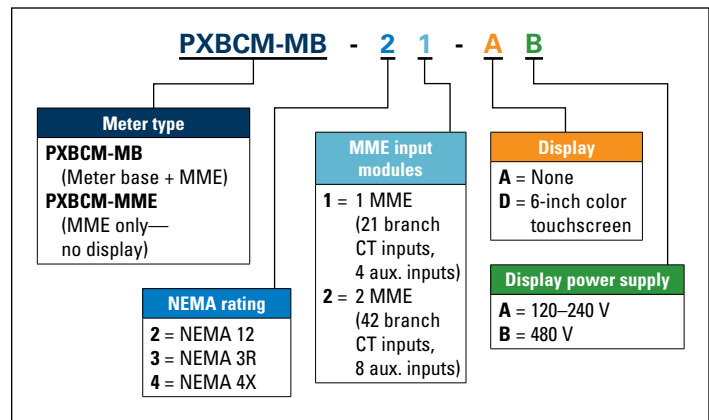 PXBCM-MB - 2 1 - A B
Meter type
PXBCM-MB
(Meter base + MME)
PXBCM-MME
(MME only—
no display)
NEMA rating
2 = NEMA 12
3 = NEMA 3R
4 = NEMA 4X
MME input
modules
1 = 1 MME
(21 branch
CT inputs,
4 aux. inputs)
2 = 2 MME
(42 branch
CT inputs,
8 aux. inputs)
Display
A = None
D = 6-inch color
touchscreen
Display power supply
A = 120–240 V
B = 480 V